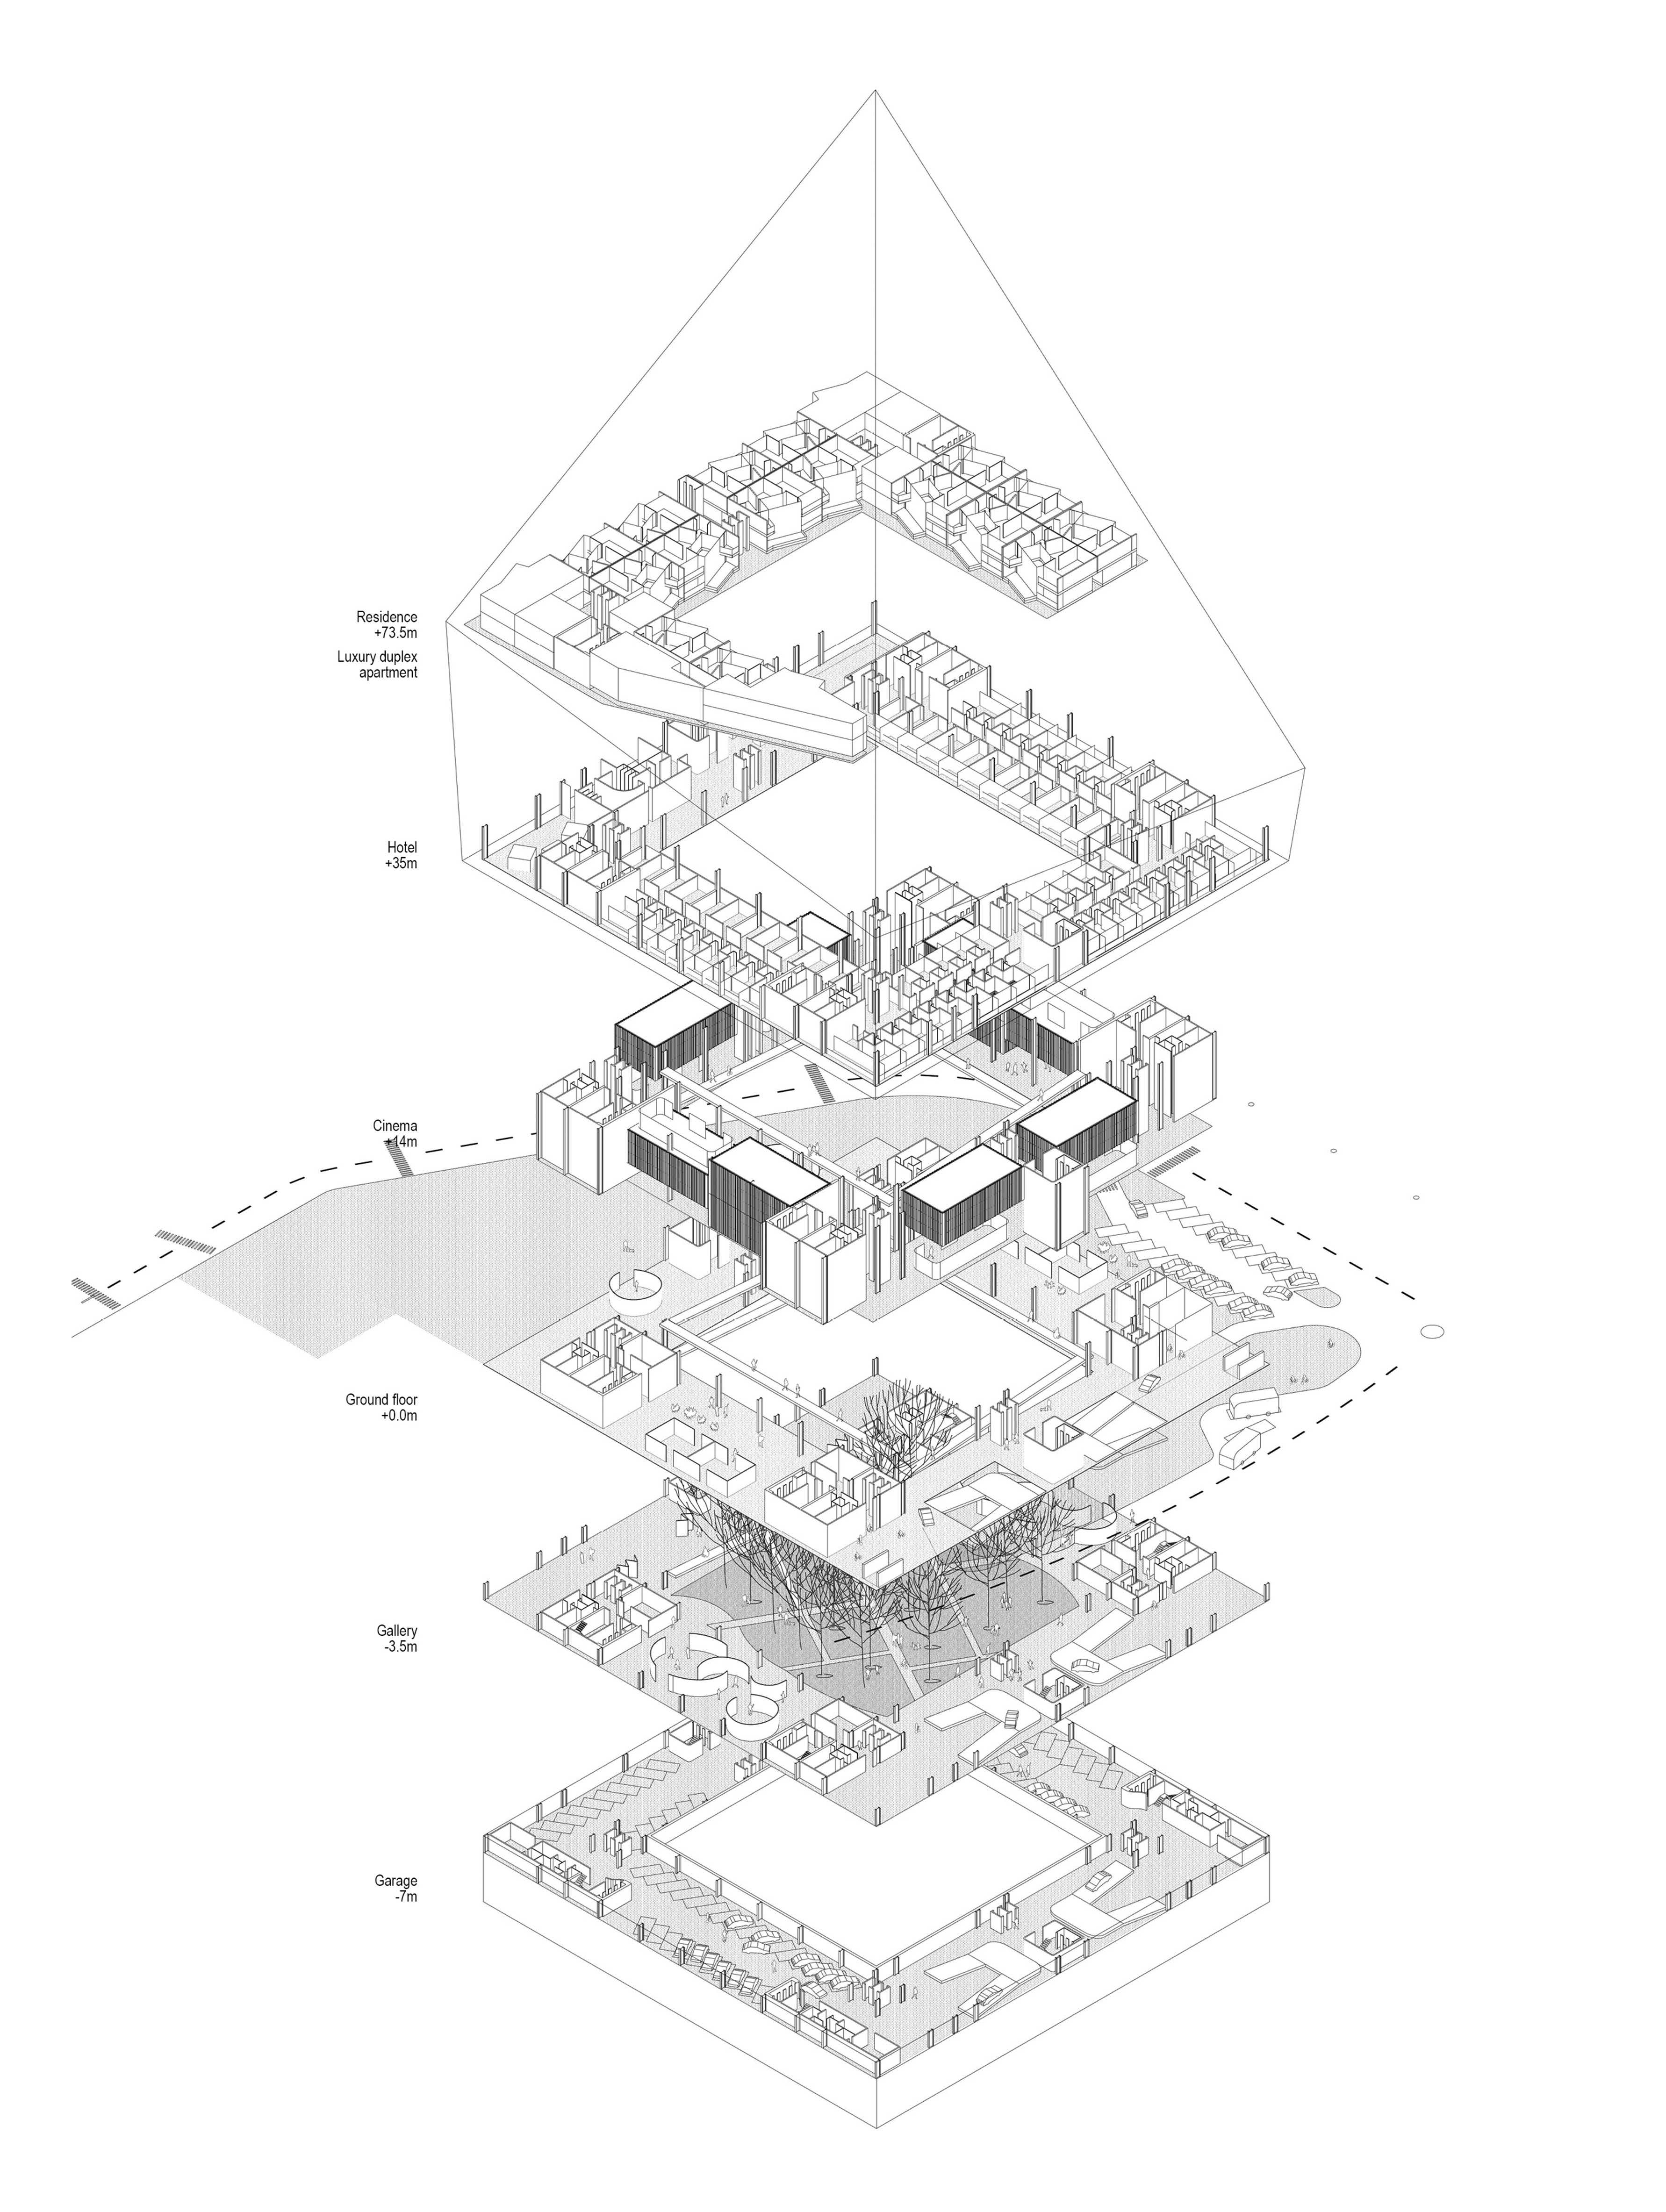 Residence
+73.5m
Luxury duplex
apartment
Hotel
+35m
Cinema
+14m
Ground floor
+0.0m
Gallery
-3.5m
Garage
-7m